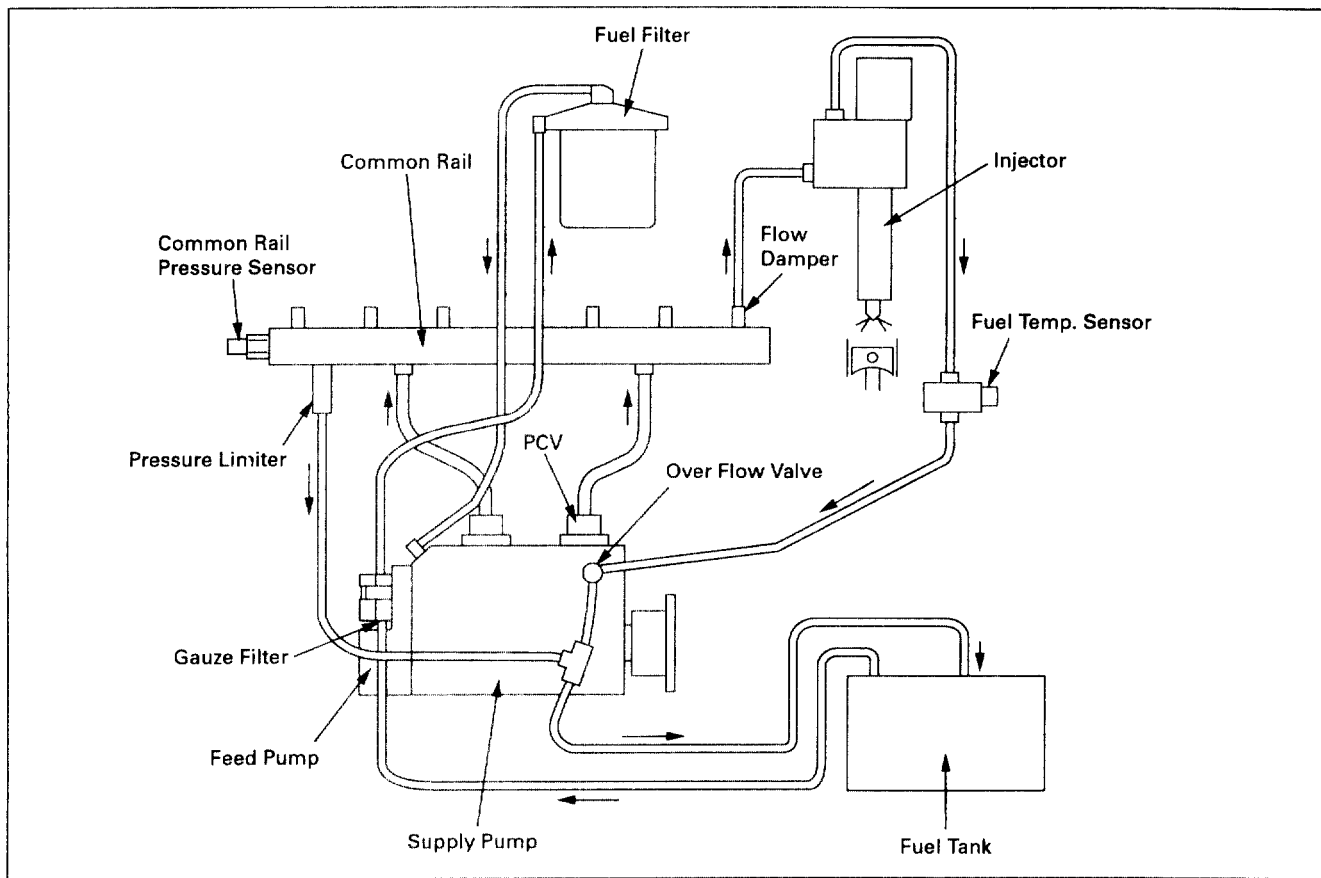 Fuel Filter
Common Rail
Injector
Common Rail
Pressure Sensor
Flow
Damper
Fuel Temp. Sensor
PCV
Pressure Limiter
Over Flow Valve
Gauze Filter
Feed Pump
Supply Pump
Fuel Tank